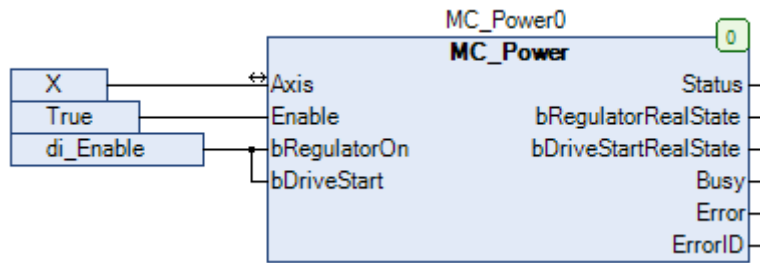 MC_Power0
0
MC_Power
X Axis Status
True Enable bRegulatorRealState
di_Enable bRegulatorOn bDriveStartRealState
bDriveStart Busy
Error
ErrorID